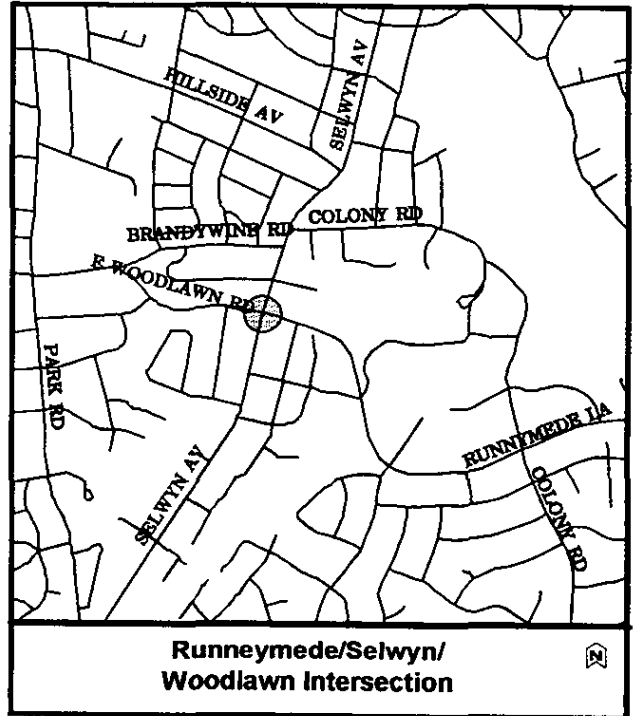 HILLSIDE AV
SELWYN AV
BRANDYWINE RD
COLONY RD
E WOODLAWN RD
PARK RD
SELWYN AV
RUNNYMEDE LA
COLONY RD
Runneymede/Selwyn/
Woodlawn Intersection
N